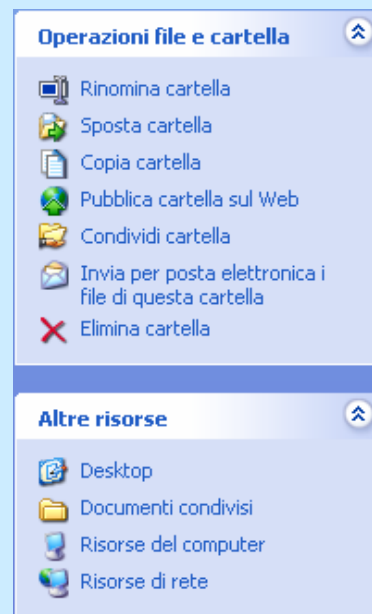 Operazioni file e cartella
Rinomina cartella
Sposta cartella
Copia cartella
Pubblica cartella sul Web
Condividi cartella
Invia per posta elettronica i
file di questa cartella
Elimina cartella
Altre risorse
Desktop
Documenti condivisi
Risorse del computer
Risorse di rete